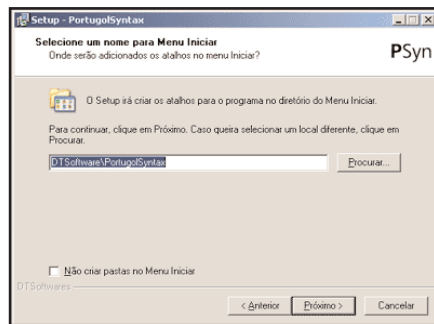 Setup - PortugolSyntax
Selecione um nome para Menu Iniciar
Onde serão adicionados os atalhos no menu Iniciar?
PSyn
O Setup irá criar os atalhos para o programa no diretório do Menu Iniciar.
Para continuar, clique em Próximo. Caso queira selecionar um local diferente, clique em
Procurar.
DTSoftware\PortugolSyntax
Procurar...
Não criar pastas no Menu Iniciar
DTSoftwares
< Anterior
Próximo >
Cancelar